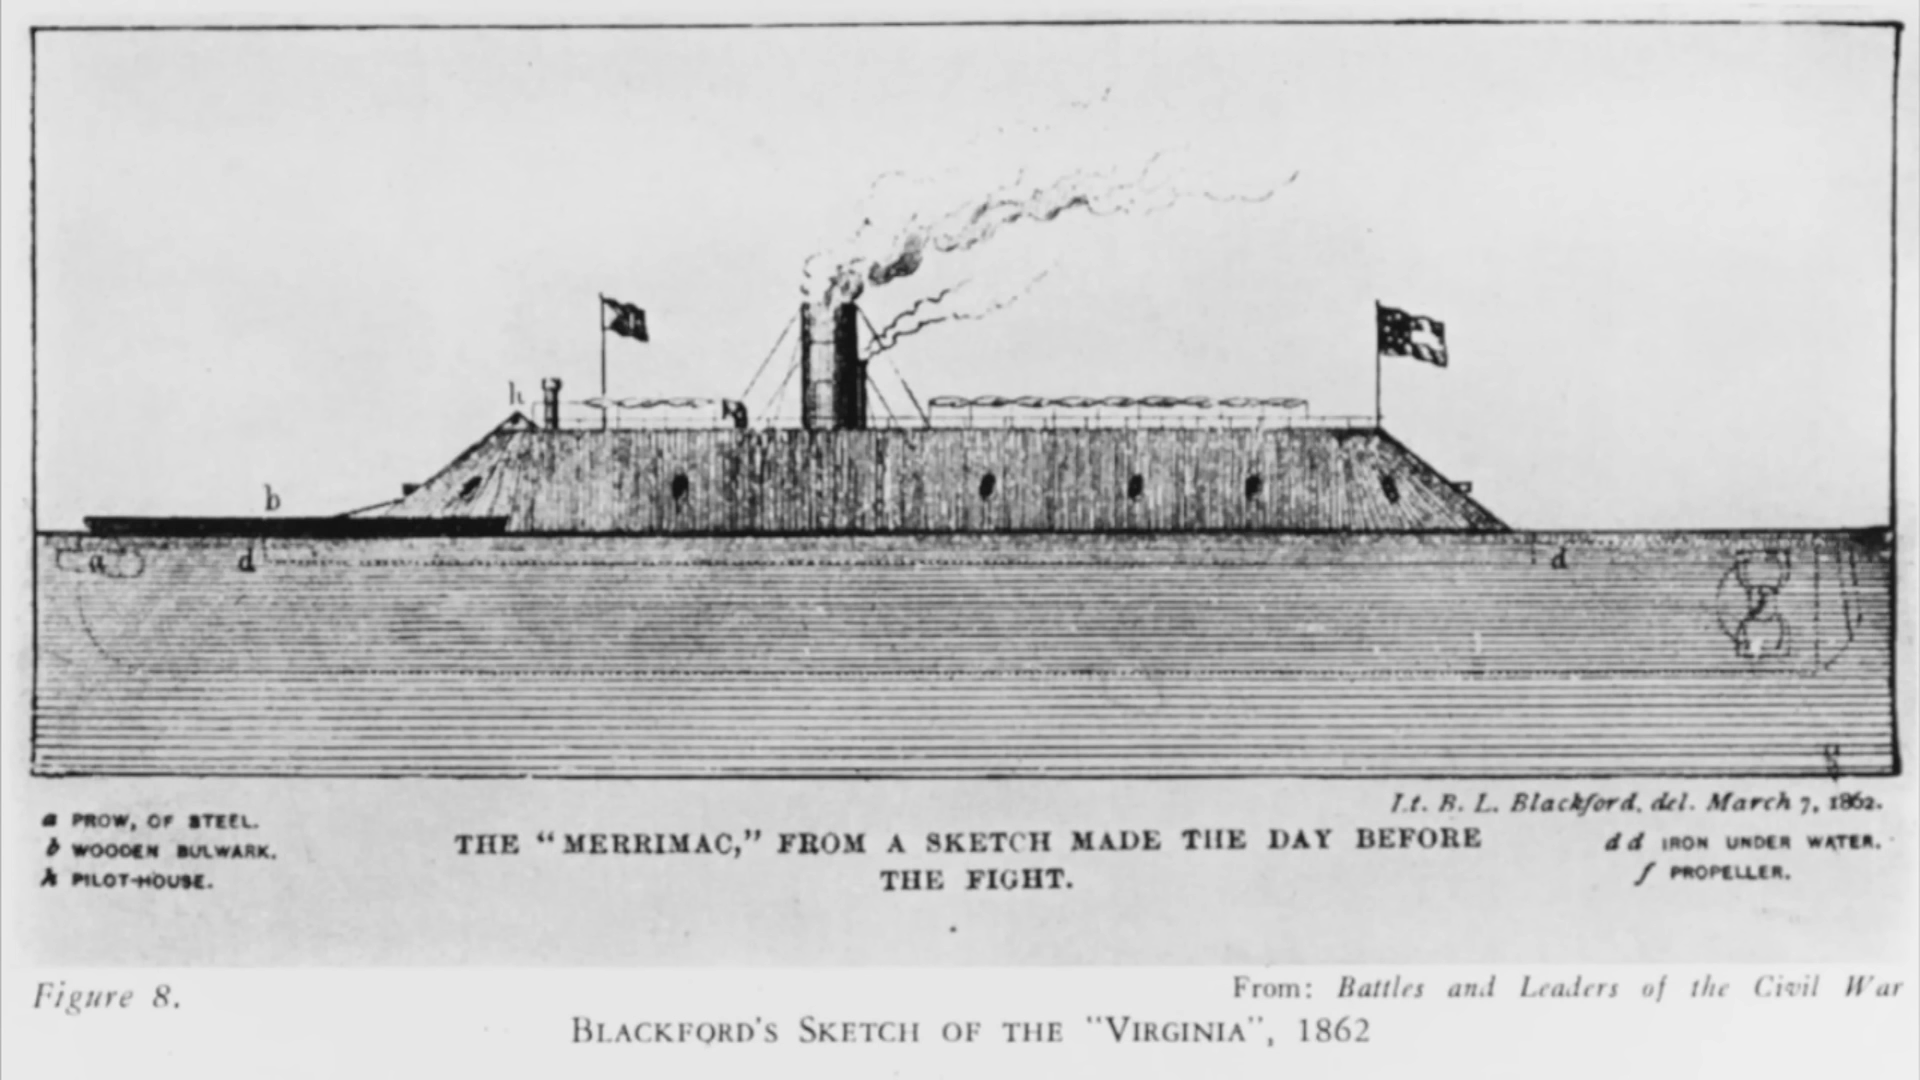 h
b
a
d
d
Lt. B. L. Blackford, del. March 7, 1862.
a PROW, OF STEEL.
b WOODEN BULWARK.
h PILOT-HOUSE.
THE "MERRIMAC," FROM A SKETCH MADE THE DAY BEFORE
THE FIGHT.
d d IRON UNDER WATER.
f PROPELLER.
Figure 8.
From: Battles and Leaders of the Civil War
BLACKFORD'S SKETCH OF THE "VIRGINIA", 1862